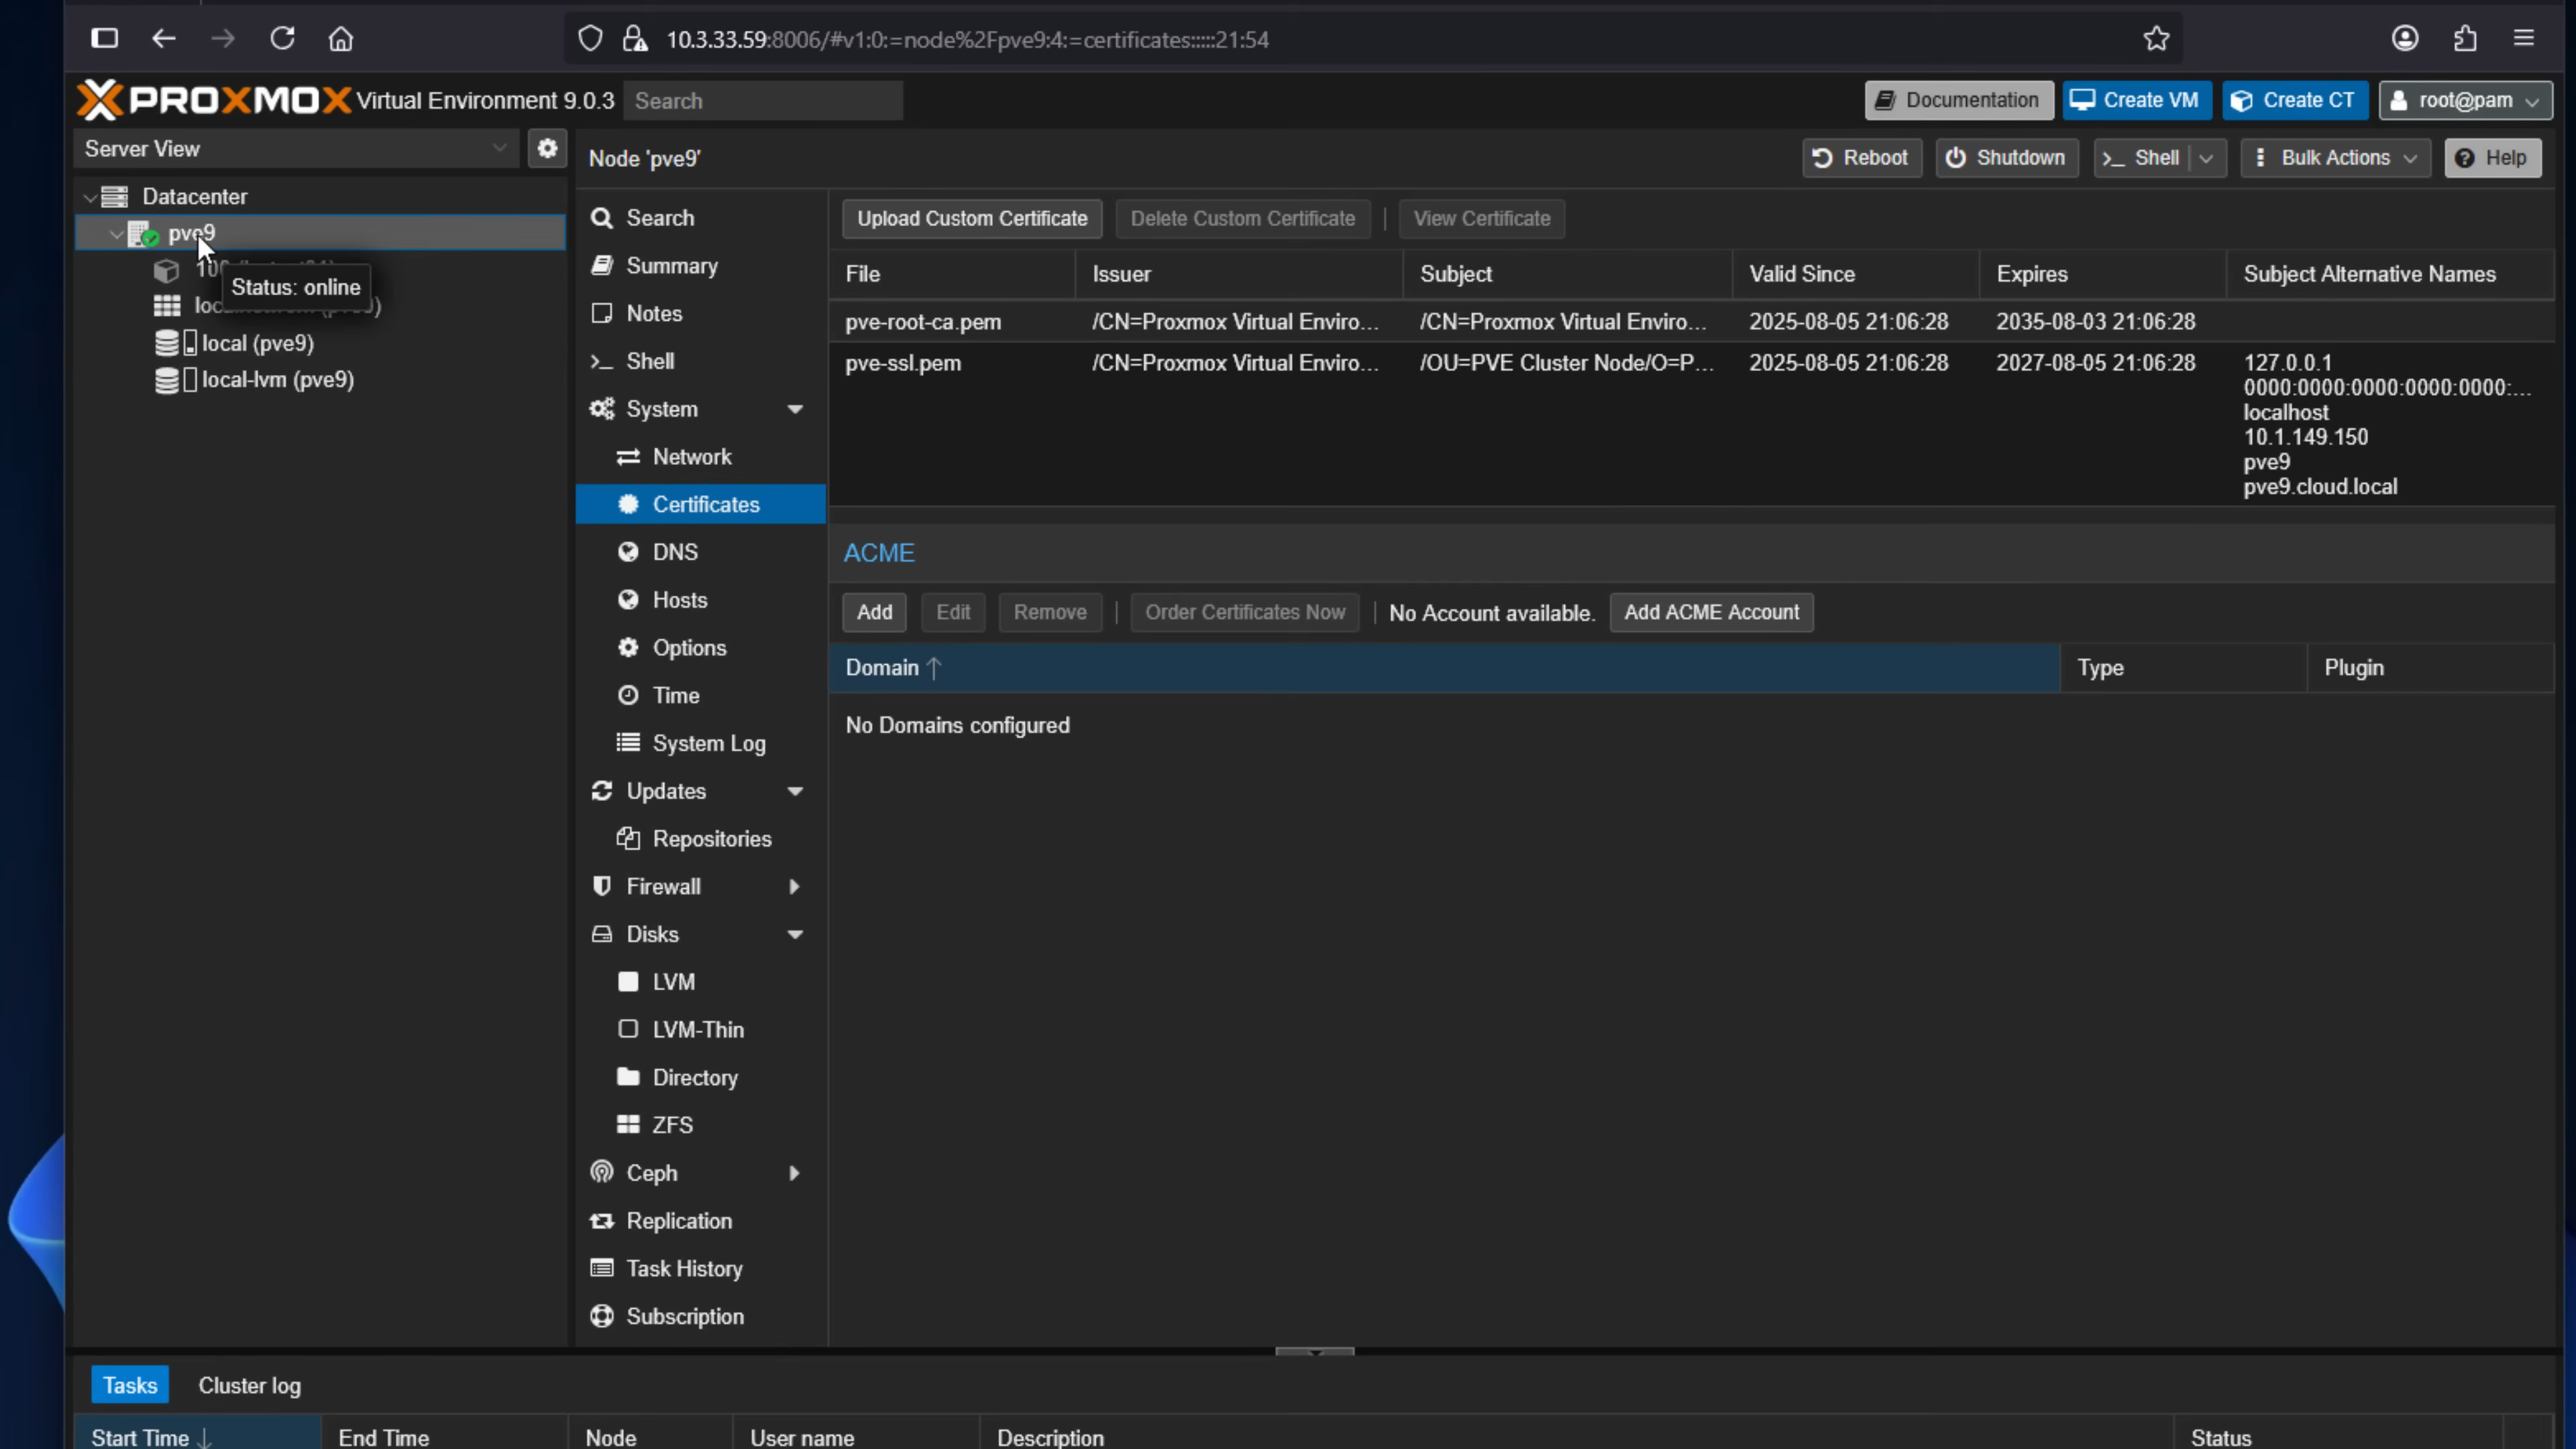 10.3.33.59:8006/#v1:0:=node%2Fpve9:4:=certificates:::::21:54
PROXMOX Virtual Environment 9.0.3 Search
Documentation Create VM Create CT root@pam
Server View
Node 'pve9'
Reboot Shutdown Shell Bulk Actions Help
Datacenter
pve9
Status: online
local (pve9)
local-lvm (pve9)
Search
Summary
Notes
Shell
System
Network
Certificates
DNS
Hosts
Options
Time
System Log
Updates
Repositories
Firewall
Disks
LVM
LVM-Thin
Directory
ZFS
Ceph
Replication
Task History
Subscription
Upload Custom Certificate Delete Custom Certificate View Certificate
File Issuer Subject Valid Since Expires Subject Alternative Names
pve-root-ca.pem /CN=Proxmox Virtual Enviro... /CN=Proxmox Virtual Enviro... 2025-08-05 21:06:28 2035-08-03 21:06:28
pve-ssl.pem /CN=Proxmox Virtual Enviro... /OU=PVE Cluster Node/O=P... 2025-08-05 21:06:28 2027-08-05 21:06:28 127.0.0.1
0000:0000:0000:0000:0000:...
localhost
10.1.149.150
pve9
pve9.cloud.local
ACME
Add Edit Remove Order Certificates Now No Account available. Add ACME Account
Domain Type Plugin
No Domains configured
Tasks Cluster log
Start Time End Time Node User name Description Status